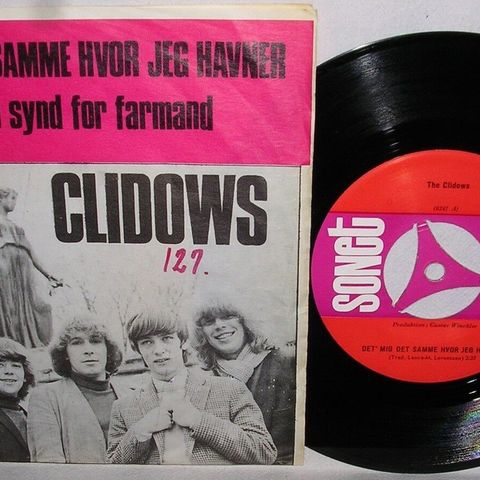 SAMME HVOR JEG HAVNER
synd for farmand
CLIDOWS
127.
The Clidows
SONET
Produktion: Gustav Winckler
DET' MIG DET SAMME HVOR JEG H